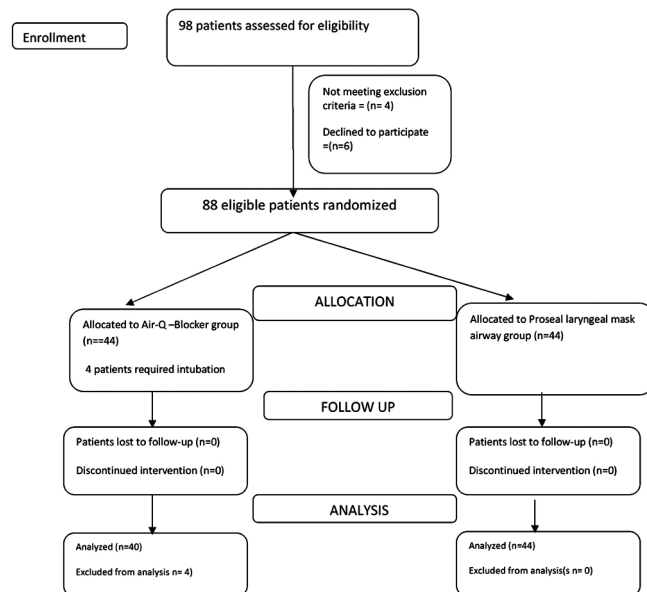 98 patients assessed for eligibility
Enrollment
Not meeting exclusion
criteria = (n= 4)
Declined to participate
=(n=6)
88 eligible patients randomized
ALLOCATION
Allocated to Air-Q –Blocker group
(n==44)
4 patients required intubation
Allocated to Proseal laryngeal mask
airway group (n=44)
FOLLOW UP
Patients lost to follow-up (n=0)
Discontinued intervention (n=0)
Patients lost to follow-up (n=0)
Discontinued intervention (n=0)
ANALYSIS
Analyzed (n=40)
Excluded from analysis n= 4)
Analyzed (n=44)
Excluded from analysis(s n= 0)